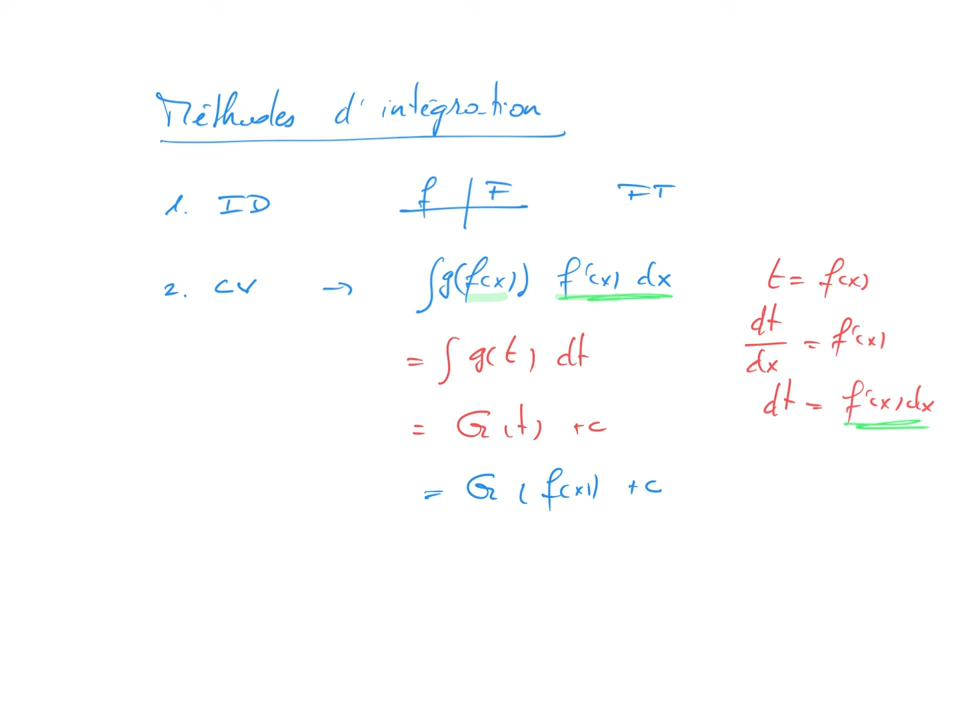 Méthodes d'intégration
1. ID f | F FT
2. CV → ∫g(f(x)) f'(x) dx t = f(x)
dt/dx = f'(x)
= ∫ g(t) dt
dt = f'(x) dx
= G(t) + c
= G(f(x)) + c